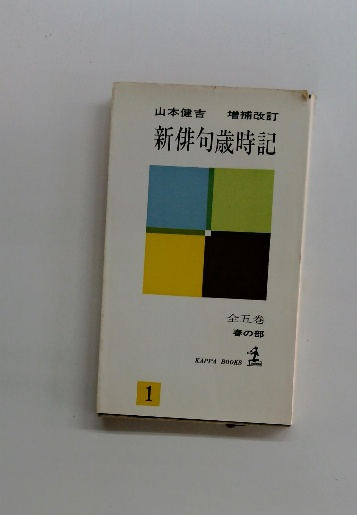 山本健吉 増補改訂
新俳句歳時記
全五巻
春の部
KAPPA BOOKS
1